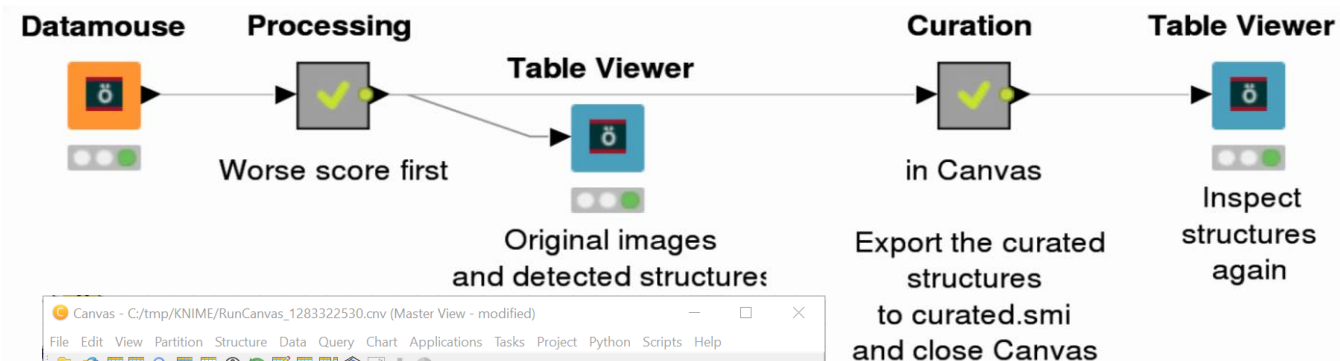 Datamouse
Processing
Table Viewer
Curation
Table Viewer
ö
ö
ö
Worse score first
in Canvas
Original images
and detected structures
Export the curated
structures
to curated.smi
and close Canvas
Inspect
structures
again
Canvas - C:/tmp/KNIME/RunCanvas_1283322530.cnv (Master View - modified)
File Edit View Partition Structure Data Query Chart Applications Tasks Project Python Scripts Help